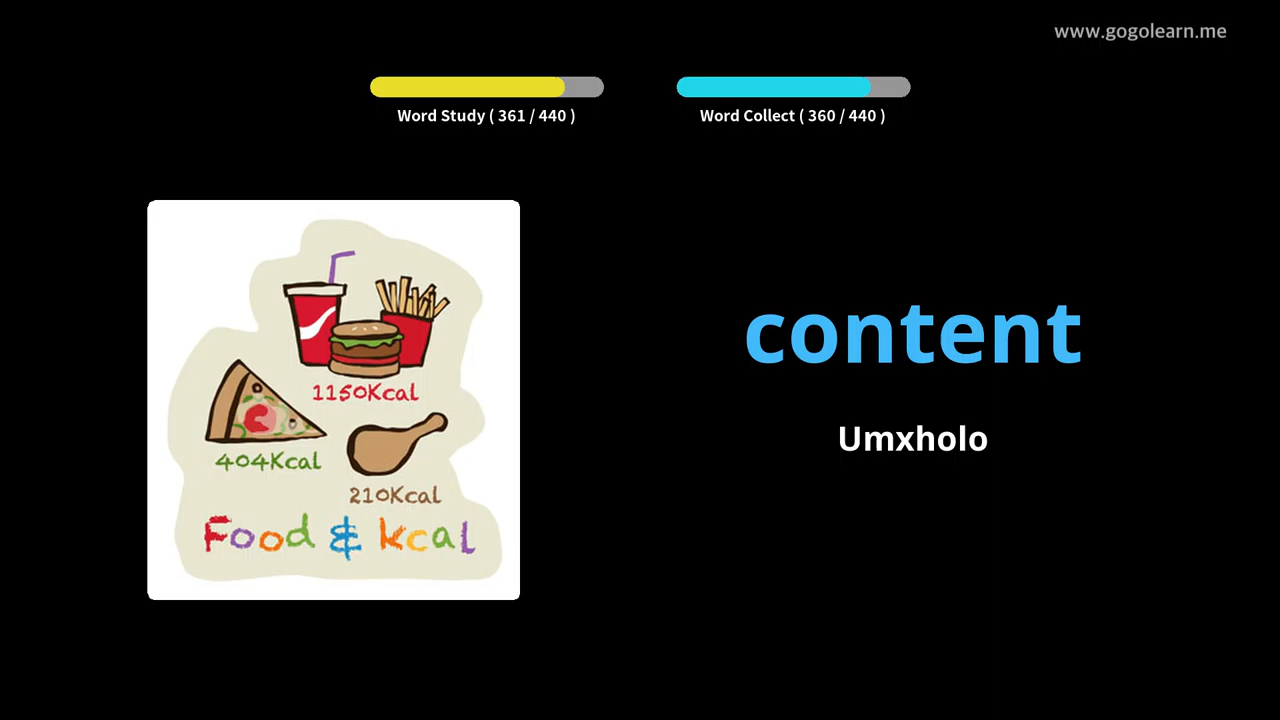 www.gogolearn.me
Word Study ( 361 / 440 )
Word Collect ( 360 / 440 )
1150Kcal
404Kcal
210Kcal
Food & kcal
content
Umxholo